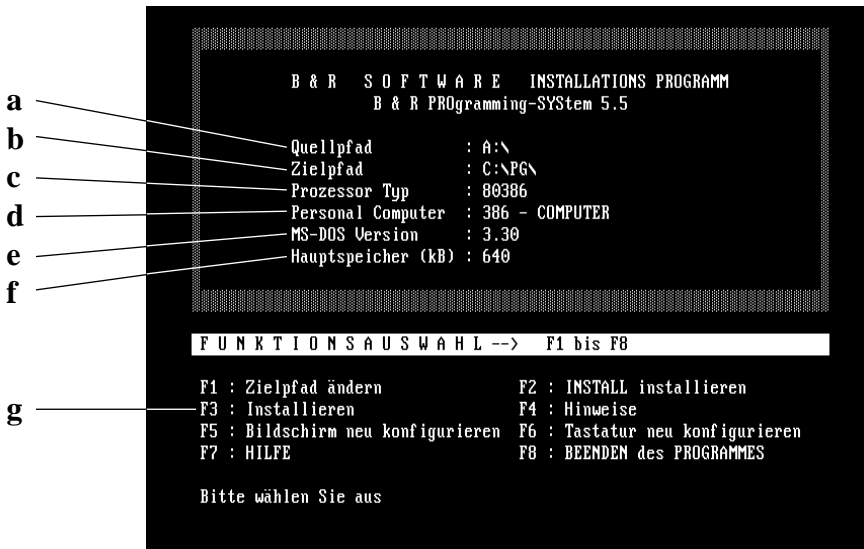 B & R S O F T W A R E INSTALLATIONS PROGRAMM
B & R PROgramming-SYStem 5.5
a
b
c
d
e
f
Quellpfad : A:\
Zielpfad : C:\PG\
Prozessor Typ : 80386
Personal Computer : 386 - COMPUTER
MS-DOS Version : 3.30
Hauptspeicher (kB) : 640
F U N K T I O N S A U S W A H L --> F1 bis F8
F1 : Zielpfad ändern F2 : INSTALL installieren
g F3 : Installieren F4 : Hinweise
F5 : Bildschirm neu konfigurieren F6 : Tastatur neu konfigurieren
F7 : HILFE F8 : BEENDEN des PROGRAMMES
Bitte wählen Sie aus